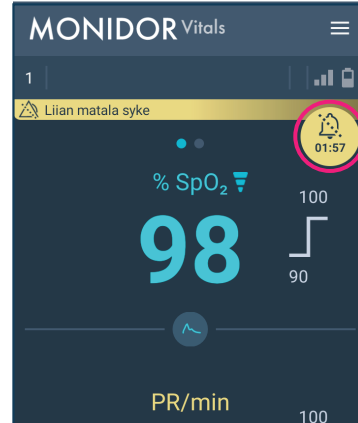 MONIDOR Vitals
1
Liian matala syke
01:57
% SpO₂
100
98
90
PR/min
100